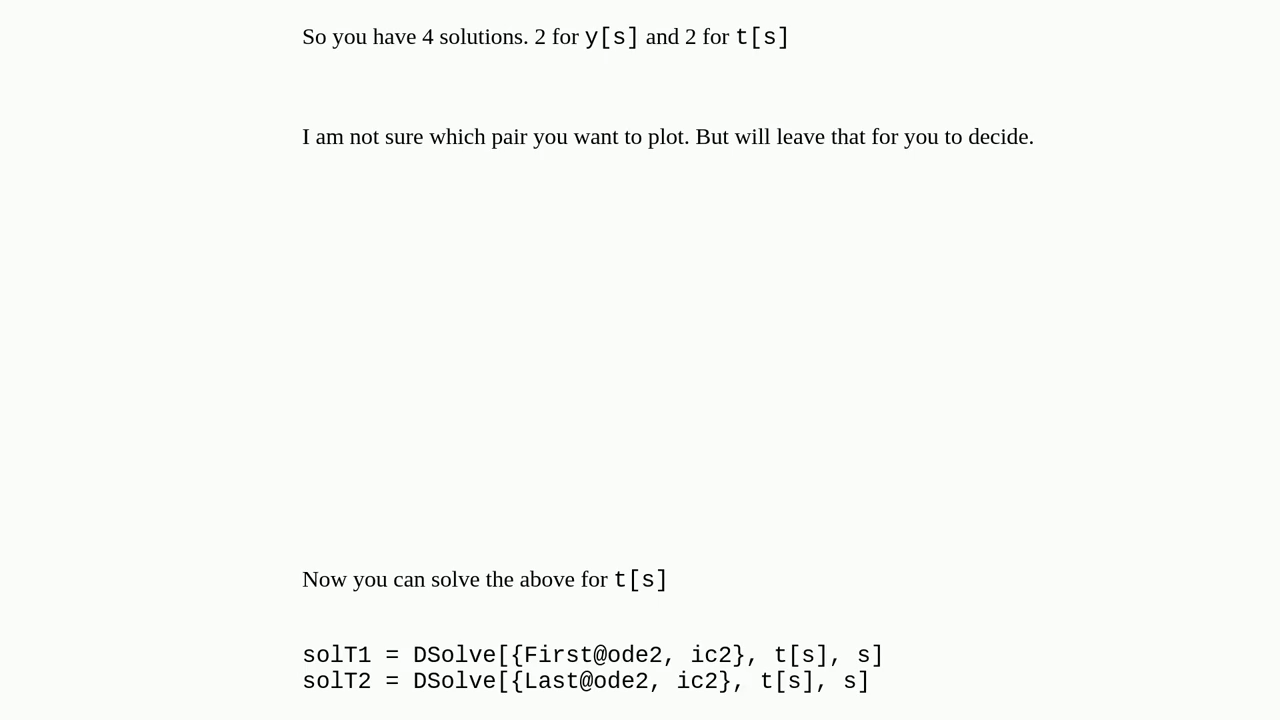 So you have 4 solutions. 2 for y[s] and 2 for t[s]
I am not sure which pair you want to plot. But will leave that for you to decide.
Now you can solve the above for t[s]
solT1 = DSolve[{First@ode2, ic2}, t[s], s]
solT2 = DSolve[{Last@ode2, ic2}, t[s], s]